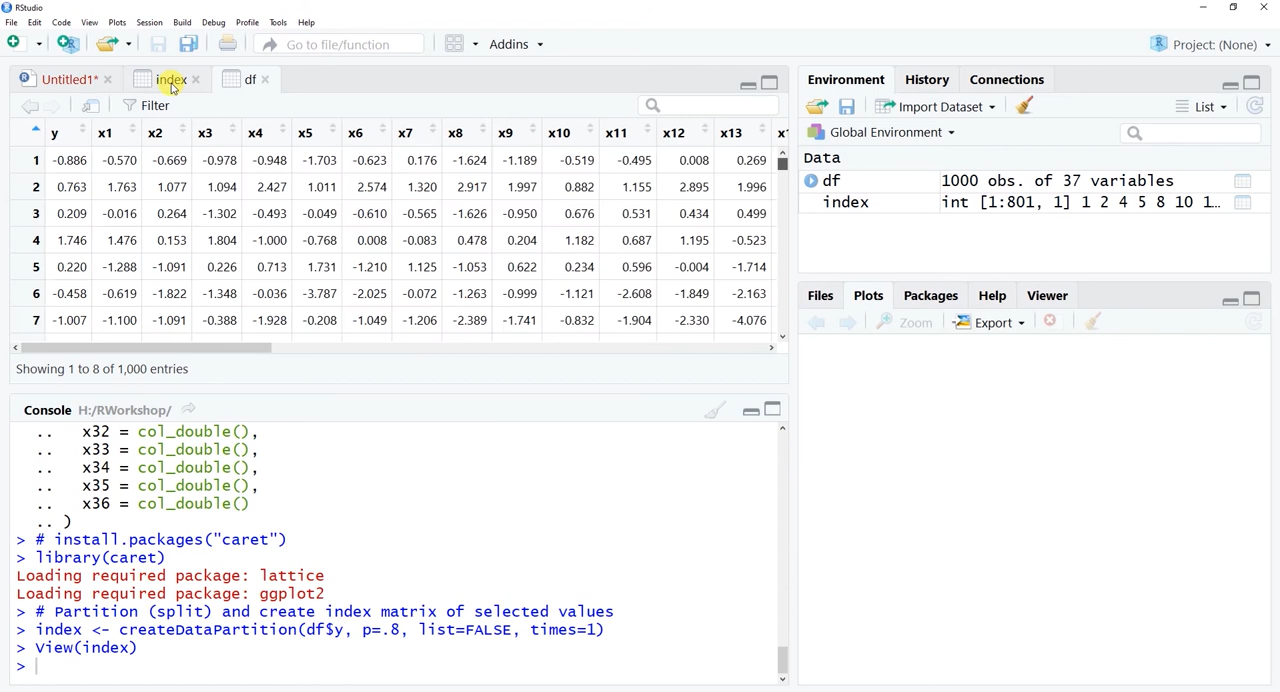 RStudio
File Edit Code View Plots Session Build Debug Profile Tools Help
Go to file/function Addins Project: (None)
Untitled1* index df
Filter
y x1 x2 x3 x4 x5 x6 x7 x8 x9 x10 x11 x12 x13
1 -0.886 -0.570 -0.669 -0.978 -0.948 -1.703 -0.623 0.176 -1.624 -1.189 -0.519 -0.495 0.008 0.269
2 0.763 1.763 1.077 1.094 2.427 1.011 2.574 1.320 2.917 1.997 0.882 1.155 2.895 1.996
3 0.209 -0.016 0.264 -1.302 -0.493 -0.049 -0.610 -0.565 -1.626 -0.950 0.676 0.531 0.434 0.499
4 1.746 1.476 0.153 1.804 -1.000 -0.768 0.008 -0.083 0.478 0.204 1.182 0.687 1.195 -0.523
5 0.220 -1.288 -1.091 0.226 0.713 1.731 -1.210 1.125 -1.053 0.622 0.234 0.596 -0.004 -1.714
6 -0.458 -0.619 -1.822 -1.348 -0.036 -3.787 -2.025 -0.072 -1.263 -0.999 -1.121 -2.608 -1.849 -2.163
7 -1.007 -1.100 -1.091 -0.388 -1.928 -0.208 -1.049 -1.206 -2.389 -1.741 -0.832 -1.904 -2.330 -4.076
Showing 1 to 8 of 1,000 entries
Console H:/RWorkshop/
.. x32 = col_double(),
.. x33 = col_double(),
.. x34 = col_double(),
.. x35 = col_double(),
.. x36 = col_double()
.. )
> # install.packages("caret")
> library(caret)
Loading required package: lattice
Loading required package: ggplot2
> # Partition (split) and create index matrix of selected values
> index <- createDataPartition(df$y, p=.8, list=FALSE, times=1)
> View(index)
>
Environment History Connections
Import Dataset List
Global Environment
Data
df 1000 obs. of 37 variables
index int [1:801, 1] 1 2 4 5 8 10 1…
Files Plots Packages Help Viewer
Zoom Export